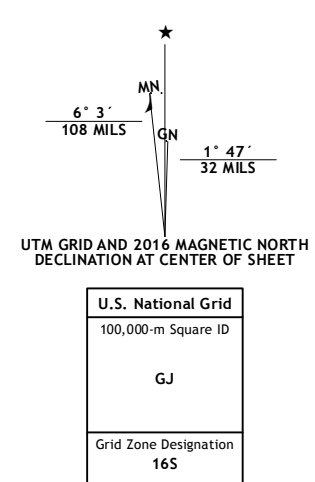 MN.
6° 3´
108 MILS
GN
1° 47´
32 MILS
UTM GRID AND 2016 MAGNETIC NORTH
DECLINATION AT CENTER OF SHEET
U.S. National Grid
100,000-m Square ID
GJ
Grid Zone Designation
16S